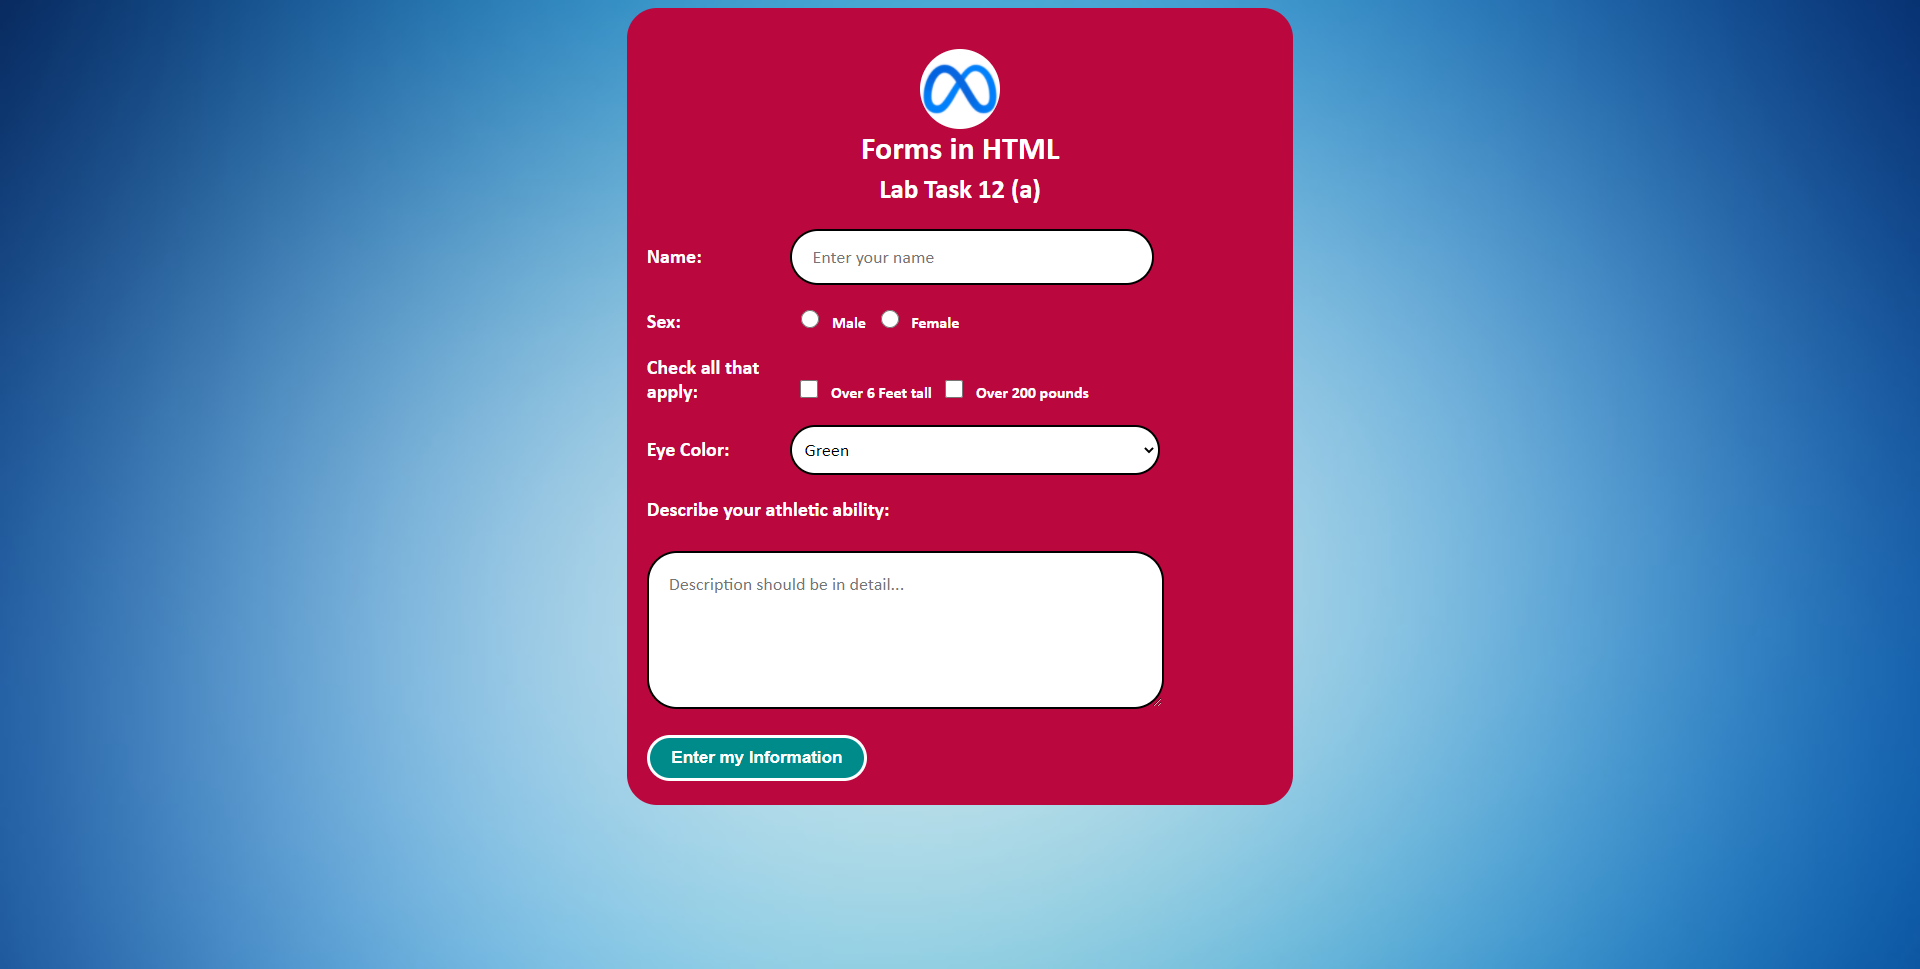 Forms in HTML
Lab Task 12 (a)
Name:
Enter your name
Sex:
Male Female
Check all that
apply:
Over 6 Feet tall Over 200 pounds
Eye Color:
Green
Describe your athletic ability:
Description should be in detail...
Enter my Information